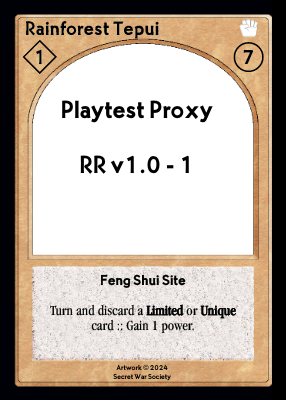 Rainforest Tepui
1
7
Playtest Proxy
RR v1.0 - 1
Feng Shui Site
Turn and discard a Limited or Unique
card :: Gain 1 power.
Artwork © 2024
Secret War Society